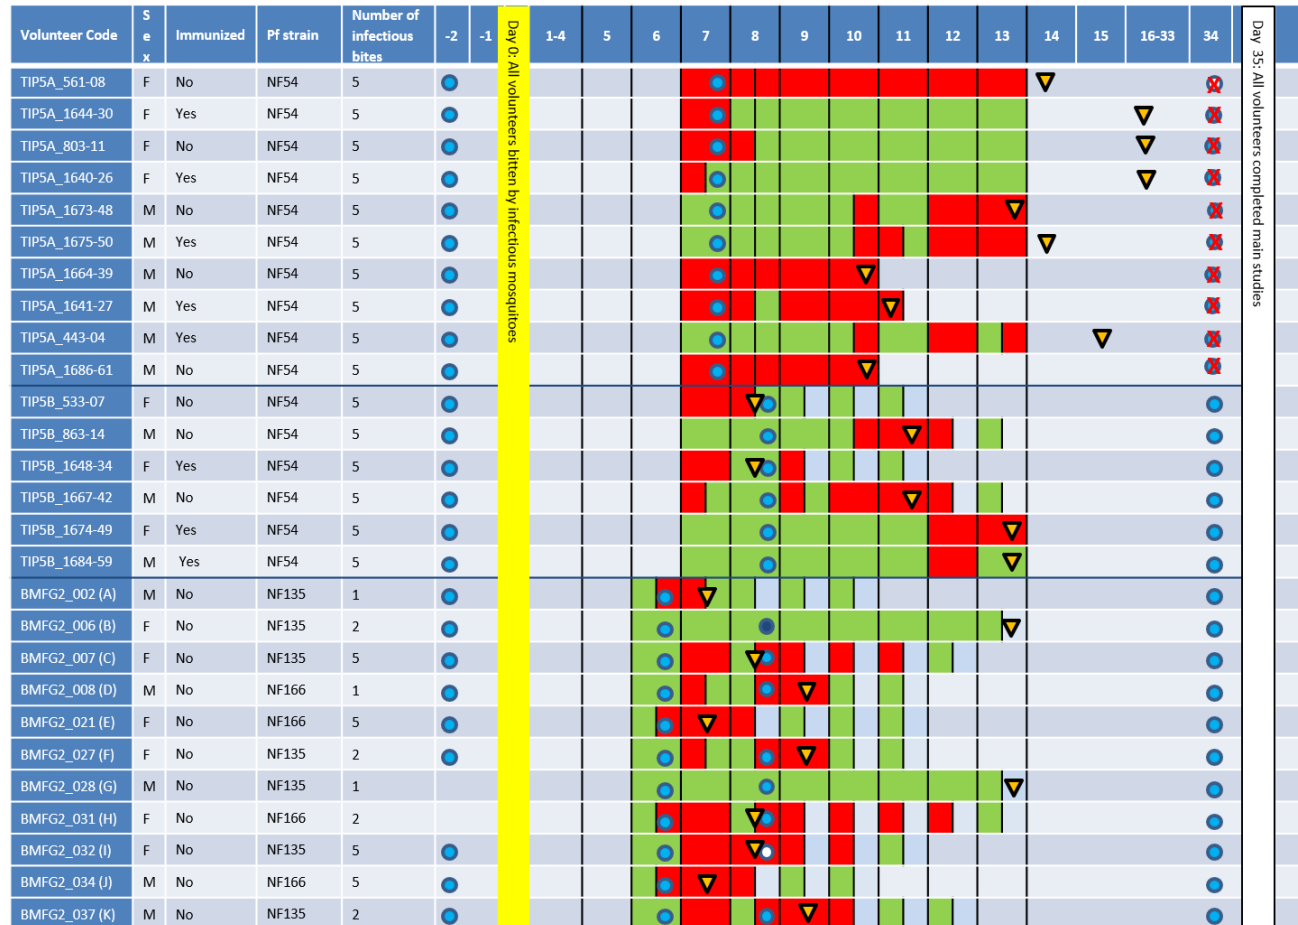 Volunteer Code Sex Immunized Pf strain Number of infectious bites -2 -1 Day 0: All volunteers bitten by infectious mosquitoes 1-4 5 6 7 8 9 10 11 12 13 14 15 16-33 34 Day 35: All volunteers completed main studies
TIP5A_561-08 F No NF54 5
TIP5A_1644-30 F Yes NF54 5
TIP5A_803-11 F No NF54 5
TIP5A_1640-26 F Yes NF54 5
TIP5A_1673-48 M No NF54 5
TIP5A_1675-50 M Yes NF54 5
TIP5A_1664-39 M No NF54 5
TIP5A_1641-27 M Yes NF54 5
TIP5A_443-04 M Yes NF54 5
TIP5A_1686-61 M No NF54 5
TIP5B_533-07 F No NF54 5
TIP5B_863-14 M No NF54 5
TIP5B_1648-34 F Yes NF54 5
TIP5B_1667-42 M No NF54 5
TIP5B_1674-49 F Yes NF54 5
TIP5B_1684-59 M Yes NF54 5
BMFG2_002 (A) M No NF135 1
BMFG2_006 (B) F No NF135 2
BMFG2_007 (C) F No NF135 5
BMFG2_008 (D) M No NF166 1
BMFG2_021 (E) F No NF166 5
BMFG2_027 (F) F No NF135 2
BMFG2_028 (G) M No NF135 1
BMFG2_031 (H) F No NF166 2
BMFG2_032 (I) F No NF135 5
BMFG2_034 (J) M No NF166 5
BMFG2_037 (K) M No NF135 2